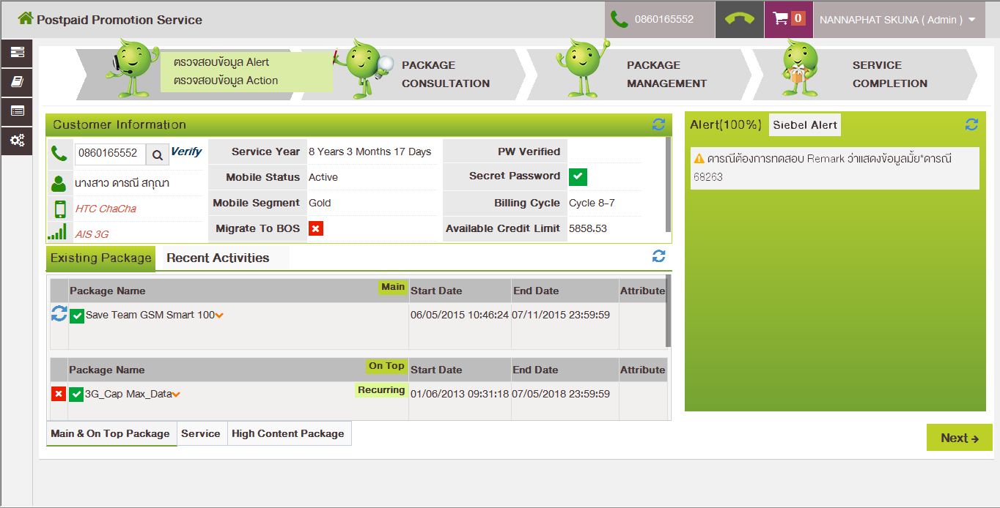 Postpaid Promotion Service
0860165552
0
NANNAPHAT SKUNA ( Admin )
ตรวจสอบข้อมูล Alert
ตรวจสอบข้อมูล Action
PACKAGE
CONSULTATION
PACKAGE
MANAGEMENT
SERVICE
COMPLETION
Customer Information
0860165552
Verify
นางสาว ดารณี สกุณา
HTC ChaCha
AIS 3G
Service Year 8 Years 3 Months 17 Days
Mobile Status Active
Mobile Segment Gold
Migrate To BOS
PW Verified
Secret Password
Billing Cycle Cycle 8-7
Available Credit Limit 5858.53
Alert(100%) Siebel Alert
ดารณีต้องการทดสอบ Remark ว่าแสดงข้อมูลมั้ย*ดารณี
68263
Existing Package Recent Activities
Package Name Main Start Date End Date Attribute
Save Team GSM Smart 100 06/05/2015 10:46:24 07/11/2015 23:59:59
Package Name On Top Start Date End Date Attribute
3G_Cap Max_Data Recurring 01/06/2013 09:31:18 07/05/2018 23:59:59
Main & On Top Package Service High Content Package
Next